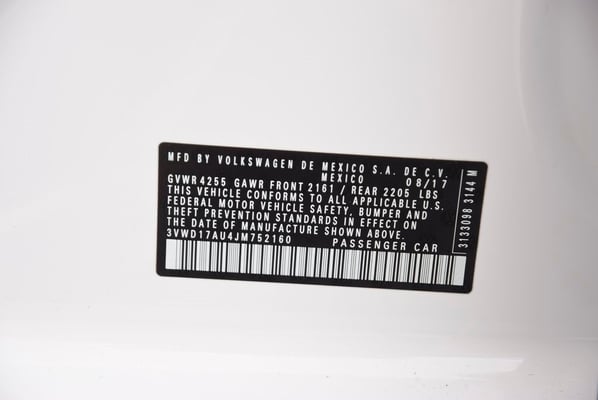 MFD BY VOLKSWAGEN DE MEXICO S.A. DE C.V.
MEXICO 08/17
GVWR 4255 GAWR FRONT 2161 / REAR 2205 LBS
THIS VEHICLE CONFORMS TO ALL APPLICABLE U.S.
FEDERAL MOTOR VEHICLE SAFETY, BUMPER AND
THEFT PREVENTION STANDARDS IN EFFECT ON
THE DATE OF MANUFACTURE SHOWN ABOVE.
3VWD17AU4JM752160 PASSENGER CAR
3133098 3144 M